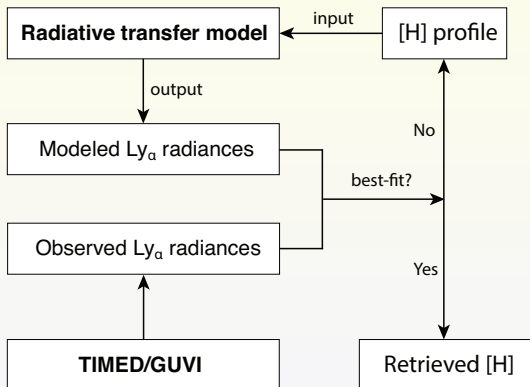 Radiative transfer model
input
[H] profile
output
Modeled Lyα radiances
No
best-fit?
Observed Lyα radiances
Yes
TIMED/GUVI
Retrieved [H]